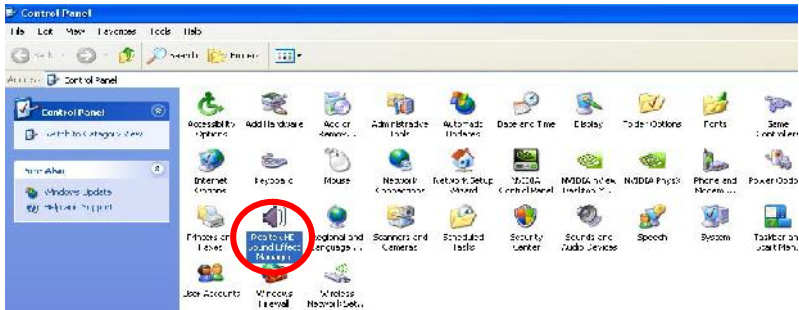 Control Panel
File Edit View Favorites Tools Help
Back Search Folders
Address Control Panel
Control Panel
Switch to Category View
See Also
Windows Update
Help and Support
Accessibility Options
Add Hardware
Add or Remov...
Administrative Tools
Automatic Updates
Date and Time
Display
Folder Options
Fonts
Game Controllers
Internet Options
Keyboard
Mouse
Network Connections
Network Setup Wizard
NVIDIA Control Panel
NVIDIA nView Desktop M...
NVIDIA PhysX
Phone and Modem ...
Power Options
Printers and Faxes
Realtek HD Sound Effect Manager
Regional and Language ...
Scanners and Cameras
Scheduled Tasks
Security Center
Sounds and Audio Devices
Speech
System
Taskbar and Start Menu
User Accounts
Windows Firewall
Wireless Network Set...